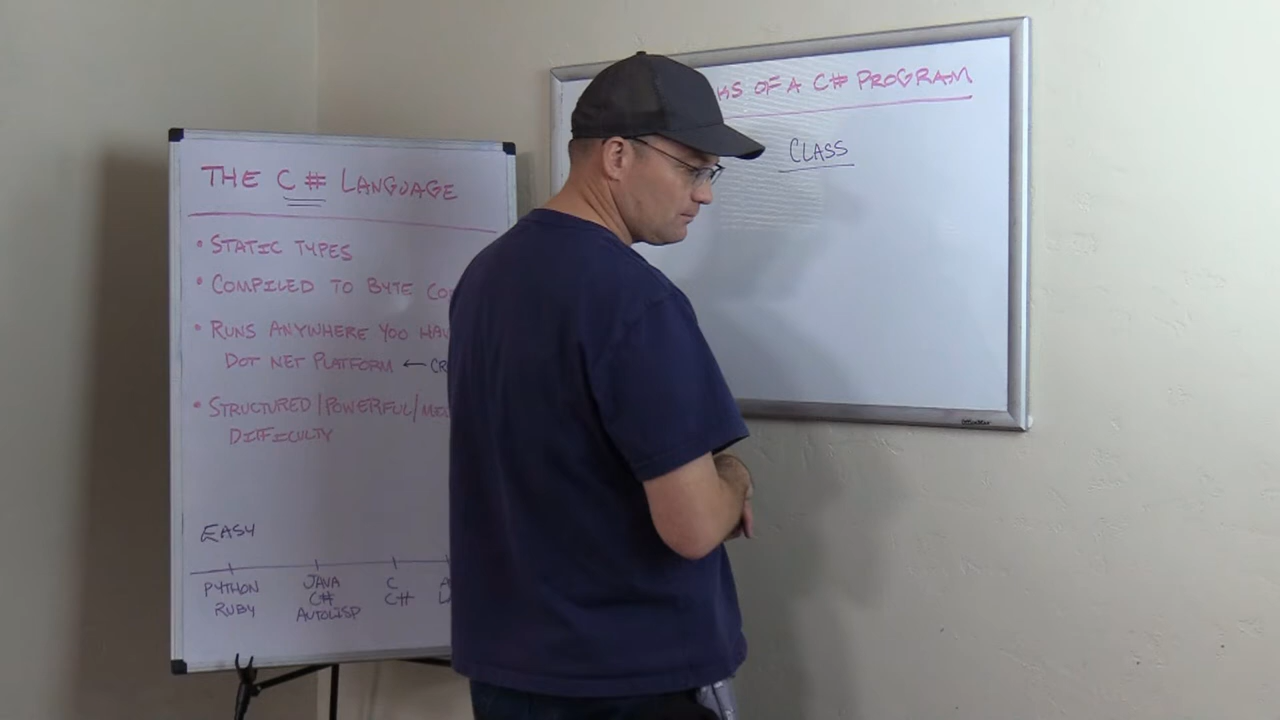 THE C# LANGUAGE
• STATIC TYPES
• COMPILED TO BYTE
• RUNS ANYWHERE YOU
DOT NET PLATFORM ←
• STRUCTURED/POWERFUL/
DIFFICULTY
EASY
PYTHON JAVA C
RUBY C# C#
AUTOLISP
OF A C# PROGRAM
CLASS